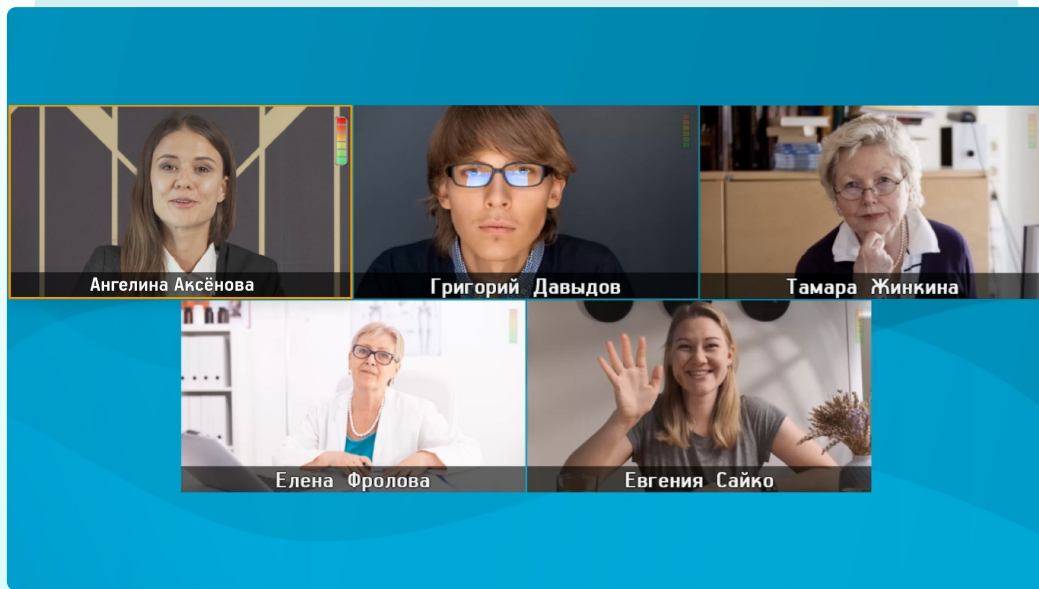 Ангелина Аксёнова
Григорий Давыдов
Тамара Жинкина
Елена Фролова
Евгения Сайко